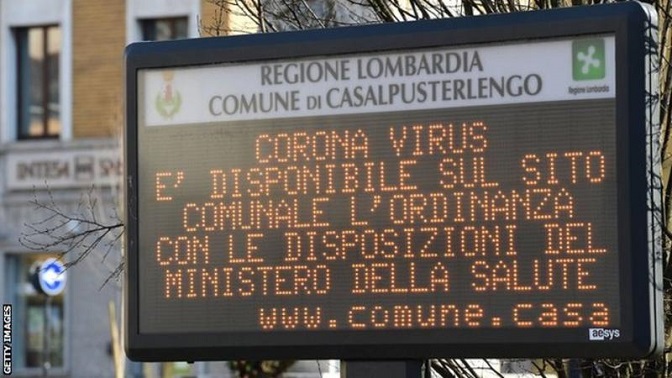 REGIONE LOMBARDIA
COMUNE DI CASALPUSTERLENGO
Regione Lombardia
CORONA VIRUS
E' DISPONIBILE SUL SITO
COMUNALE L'ORDINANZA
CON LE DISPOSIZIONI DEL
MINISTERO DELLA SALUTE
www.comune.casa
aesys
INTESA
GETTY IMAGES